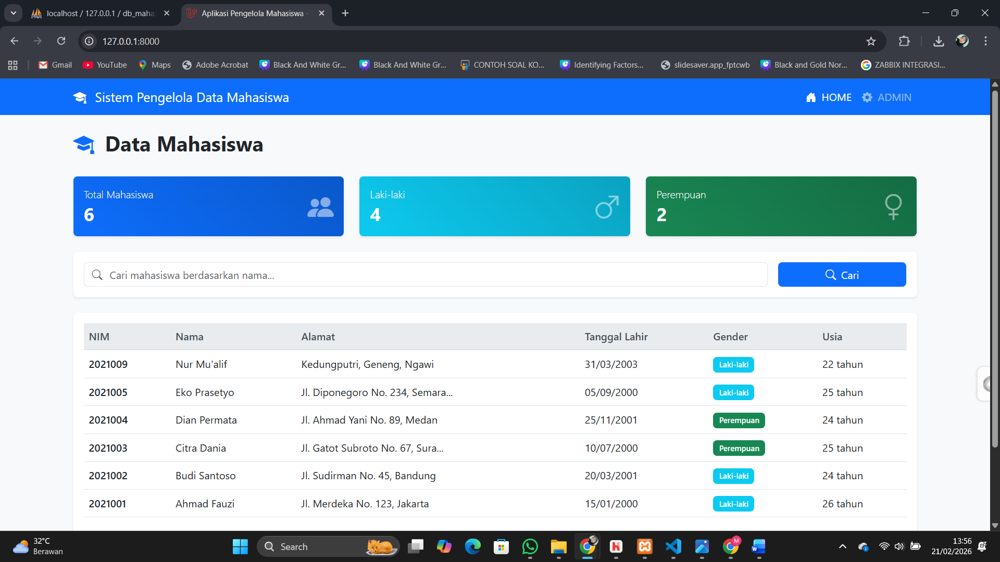 localhost / 127.0.0.1 / db_maha
Aplikasi Pengelola Mahasiswa -
127.0.0.1:8000
Gmail
YouTube
Maps
Adobe Acrobat
Black And White Gr...
Black And White Gr...
CONTOH SOAL KO...
Identifying Factors...
slidesaver.app_fptcwb
Black and Gold Nor...
ZABBIX INTEGRASI...
Sistem Pengelola Data Mahasiswa
HOME
ADMIN
Data Mahasiswa
Total Mahasiswa
6
Laki-laki
4
Perempuan
2
Cari mahasiswa berdasarkan nama...
Cari
NIM Nama Alamat Tanggal Lahir Gender Usia
2021009 Nur Mu'alif Kedungputri, Geneng, Ngawi 31/03/2003 Laki-laki 22 tahun
2021005 Eko Prasetyo Jl. Diponegoro No. 234, Semara... 05/09/2000 Laki-laki 25 tahun
2021004 Dian Permata Jl. Ahmad Yani No. 89, Medan 25/11/2001 Perempuan 24 tahun
2021003 Citra Dania Jl. Gatot Subroto No. 67, Sura... 10/07/2000 Perempuan 25 tahun
2021002 Budi Santoso Jl. Sudirman No. 45, Bandung 20/03/2001 Laki-laki 24 tahun
2021001 Ahmad Fauzi Jl. Merdeka No. 123, Jakarta 15/01/2000 Laki-laki 26 tahun
32°C
Berawan
Search
M
13:56
21/02/2026